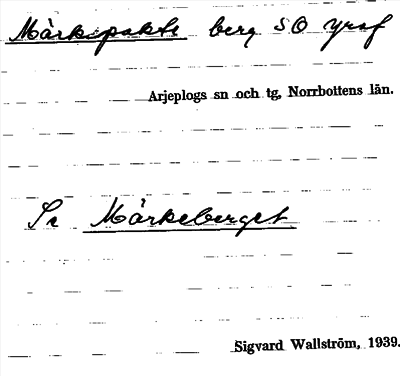 Märkepakte berg SO Yraf
Arjeplogs sn och tg, Norrbottens län.
Se Märkeberget
Sigvard Wallström, 1939.